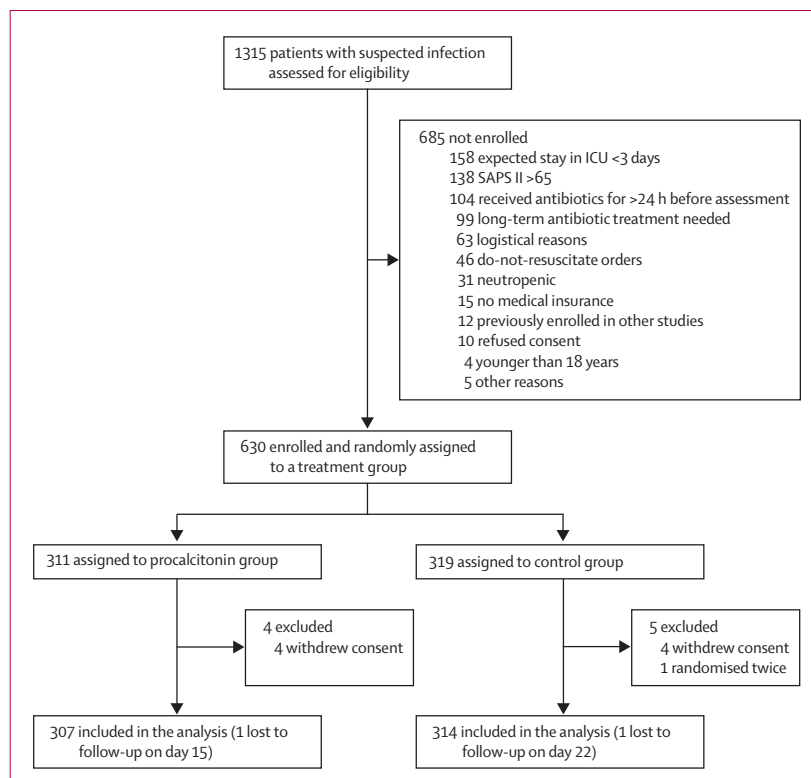 1315 patients with suspected infection
assessed for eligibility
685 not enrolled
158 expected stay in ICU <3 days
138 SAPS II >65
104 received antibiotics for >24 h before assessment
99 long-term antibiotic treatment needed
63 logistical reasons
46 do-not-resuscitate orders
31 neutropenic
15 no medical insurance
12 previously enrolled in other studies
10 refused consent
4 younger than 18 years
5 other reasons
630 enrolled and randomly assigned
to a treatment group
311 assigned to procalcitonin group
319 assigned to control group
4 excluded
4 withdrew consent
5 excluded
4 withdrew consent
1 randomised twice
307 included in the analysis (1 lost to
follow-up on day 15)
314 included in the analysis (1 lost to
follow-up on day 22)